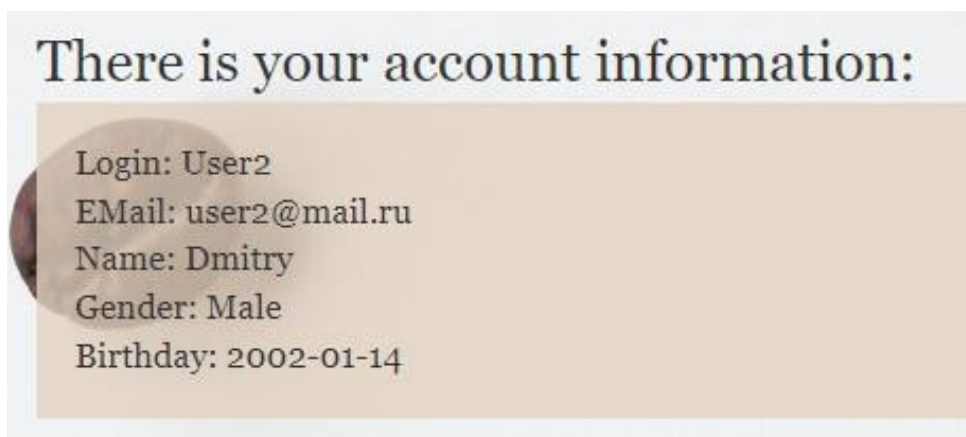 There is your account information:
Login: User2
EMail: user2@mail.ru
Name: Dmitry
Gender: Male
Birthday: 2002-01-14